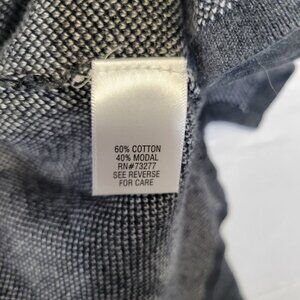 60% COTTON
40% MODAL
RN#73277
SEE REVERSE
FOR CARE